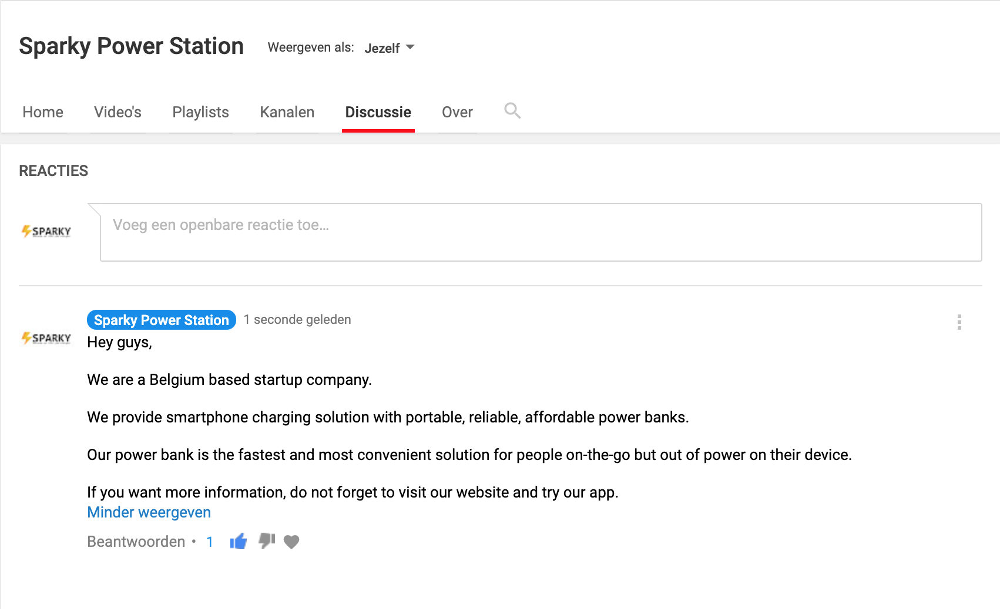 Sparky Power Station Weergeven als: Jezelf
Home Video's Playlists Kanalen Discussie Over
REACTIES
SPARKY
Voeg een openbare reactie toe...
Sparky Power Station 1 seconde geleden
SPARKY
Hey guys,
We are a Belgium based startup company.
We provide smartphone charging solution with portable, reliable, affordable power banks.
Our power bank is the fastest and most convenient solution for people on-the-go but out of power on their device.
If you want more information, do not forget to visit our website and try our app.
Minder weergeven
Beantwoorden • 1